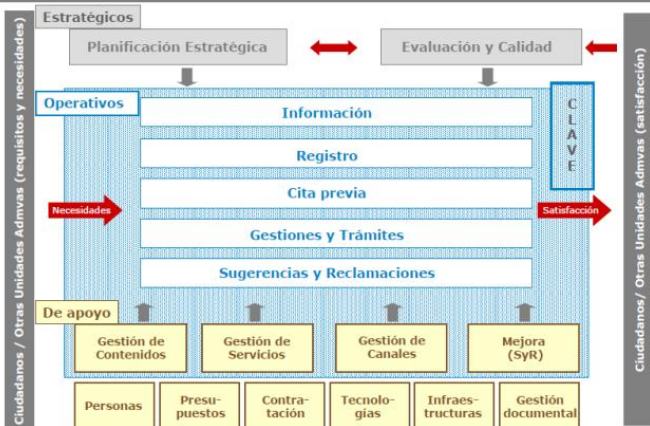 Estratégicos
Planificación Estratégica
Evaluación y Calidad
Operativos
C
L
A
V
E
Información
Registro
Cita previa
Necesidades
Satisfacción
Gestiones y Trámites
Sugerencias y Reclamaciones
De apoyo
Gestión de
Contenidos
Gestión de
Servicios
Gestión de
Canales
Mejora
(SyR)
Personas
Presu-
puestos
Contra-
tación
Tecnolo-
gías
Infraes-
tructuras
Gestión
documental
Ciudadanos / Otras Unidades Admvas (requisitos y necesidades)
Ciudadanos/ Otras Unidades Admvas (satisfacción)